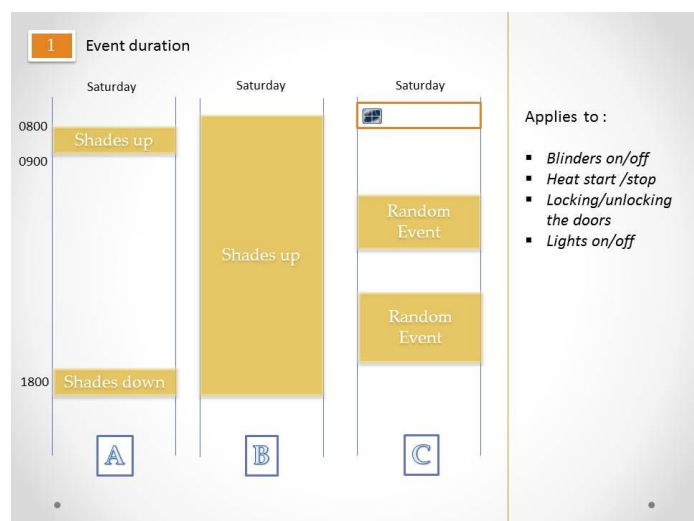 1 Event duration
Saturday
Saturday
Saturday
0800
Shades up
0900
Shades up
Random
Event
Random
Event
1800
Shades down
A
B
C
Applies to :
▪ Blinders on/off
▪ Heat start /stop
▪ Locking/unlocking
the doors
▪ Lights on/off